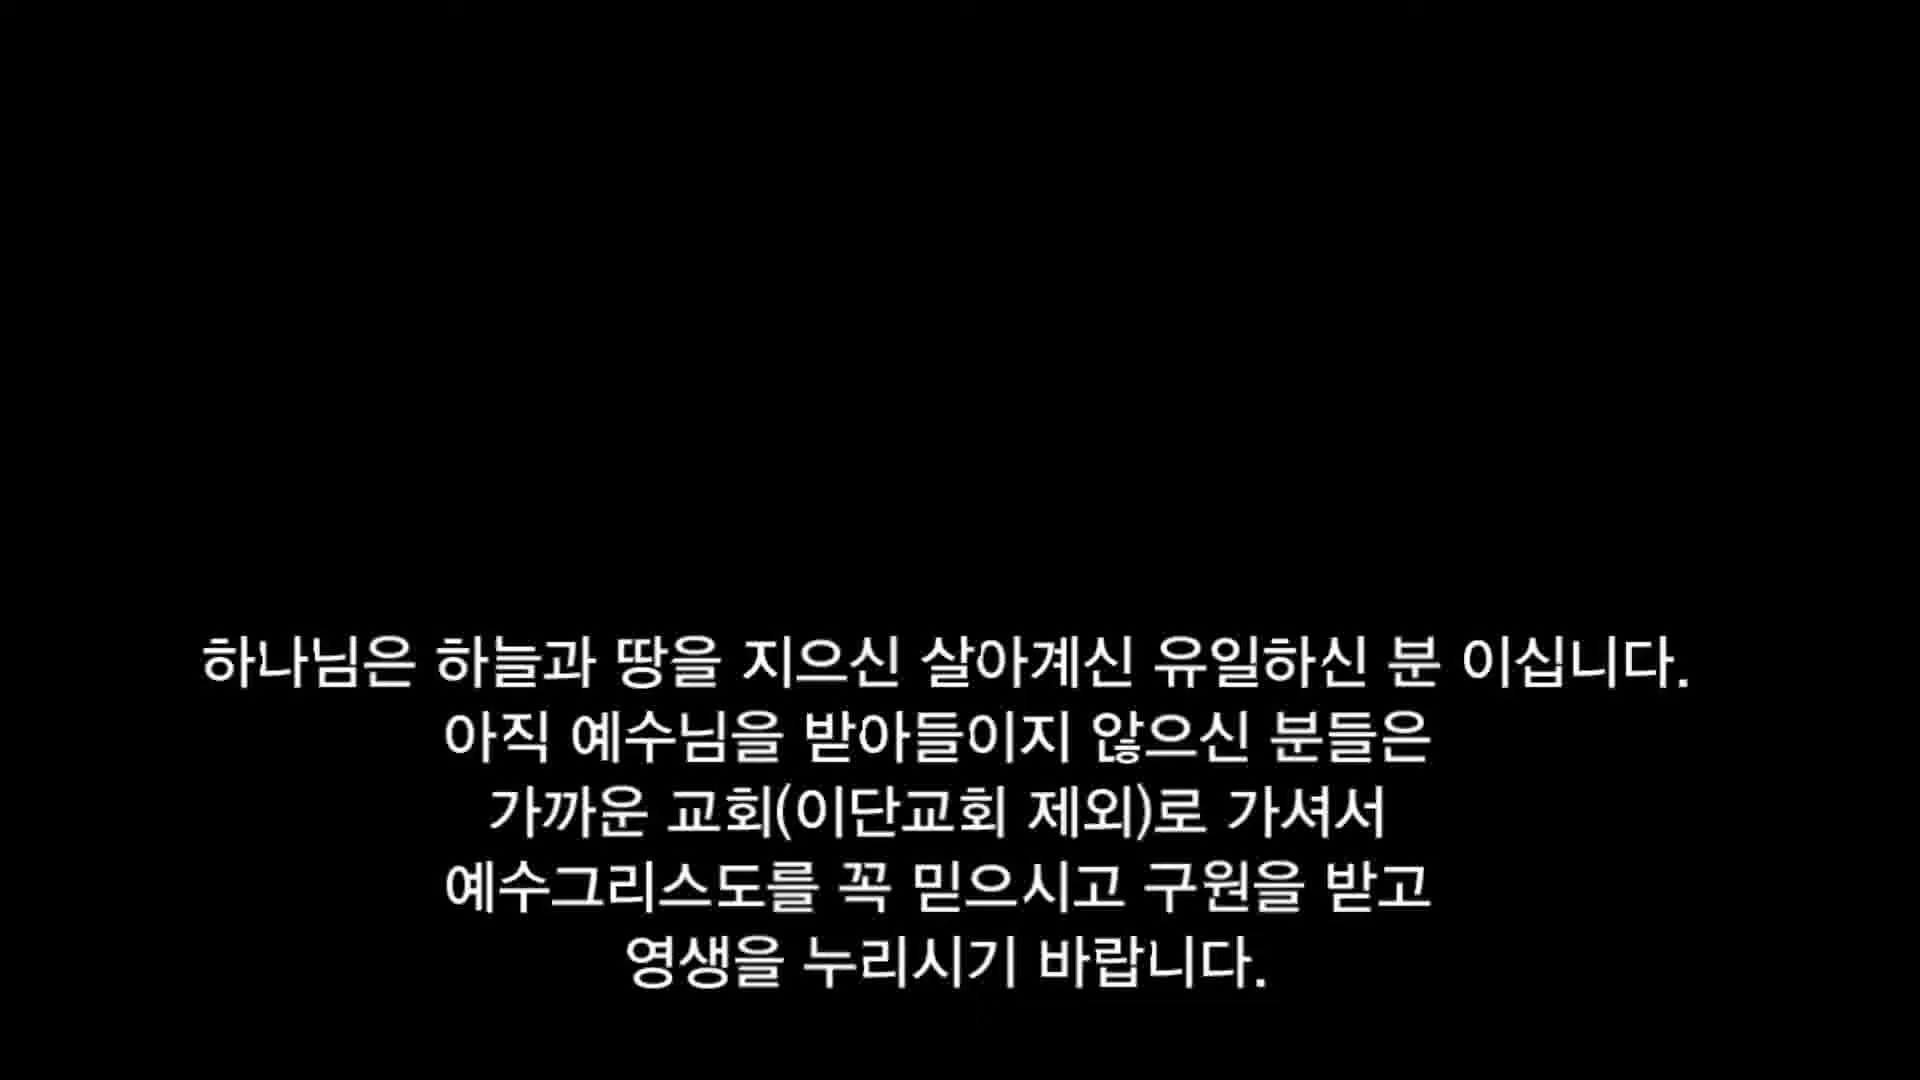 하나님은 하늘과 땅을 지으신 살아계신 유일하신 분 이십니다.
아직 예수님을 받아들이지 않으신 분들은
가까운 교회(이단교회 제외)로 가셔서
예수그리스도를 꼭 믿으시고 구원을 받고
영생을 누리시기 바랍니다.